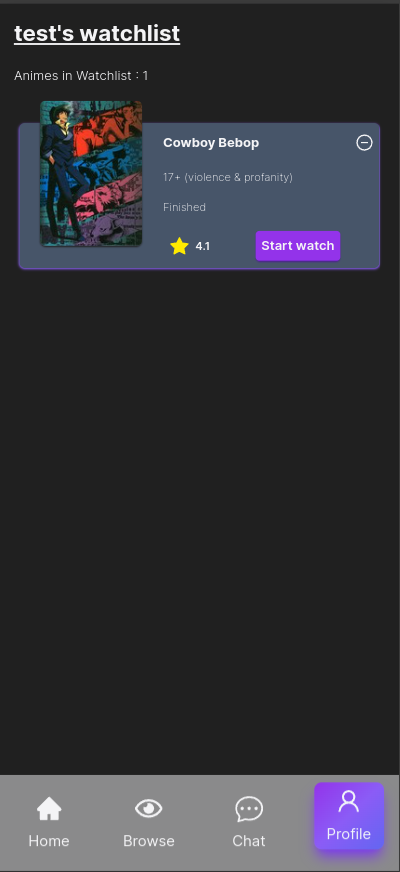 test's watchlist
Animes in Watchlist : 1
Cowboy Bebop
17+ (violence & profanity)
Finished
4.1
Start watch
Home
Browse
Chat
Profile